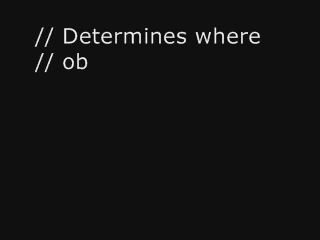 // Determines where
// ob